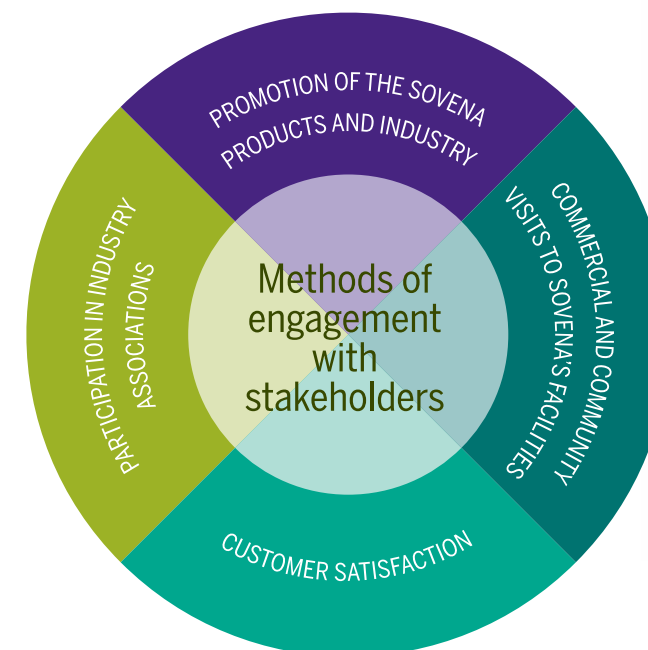 PROMOTION OF THE SOVENA
PRODUCTS AND INDUSTRY
COMMERCIAL AND COMMUNITY
VISITS TO SOVENA'S FACILITIES
CUSTOMER SATISFACTION
PARTICIPATION IN INDUSTRY
ASSOCIATIONS
Methods of
engagement
with
stakeholders